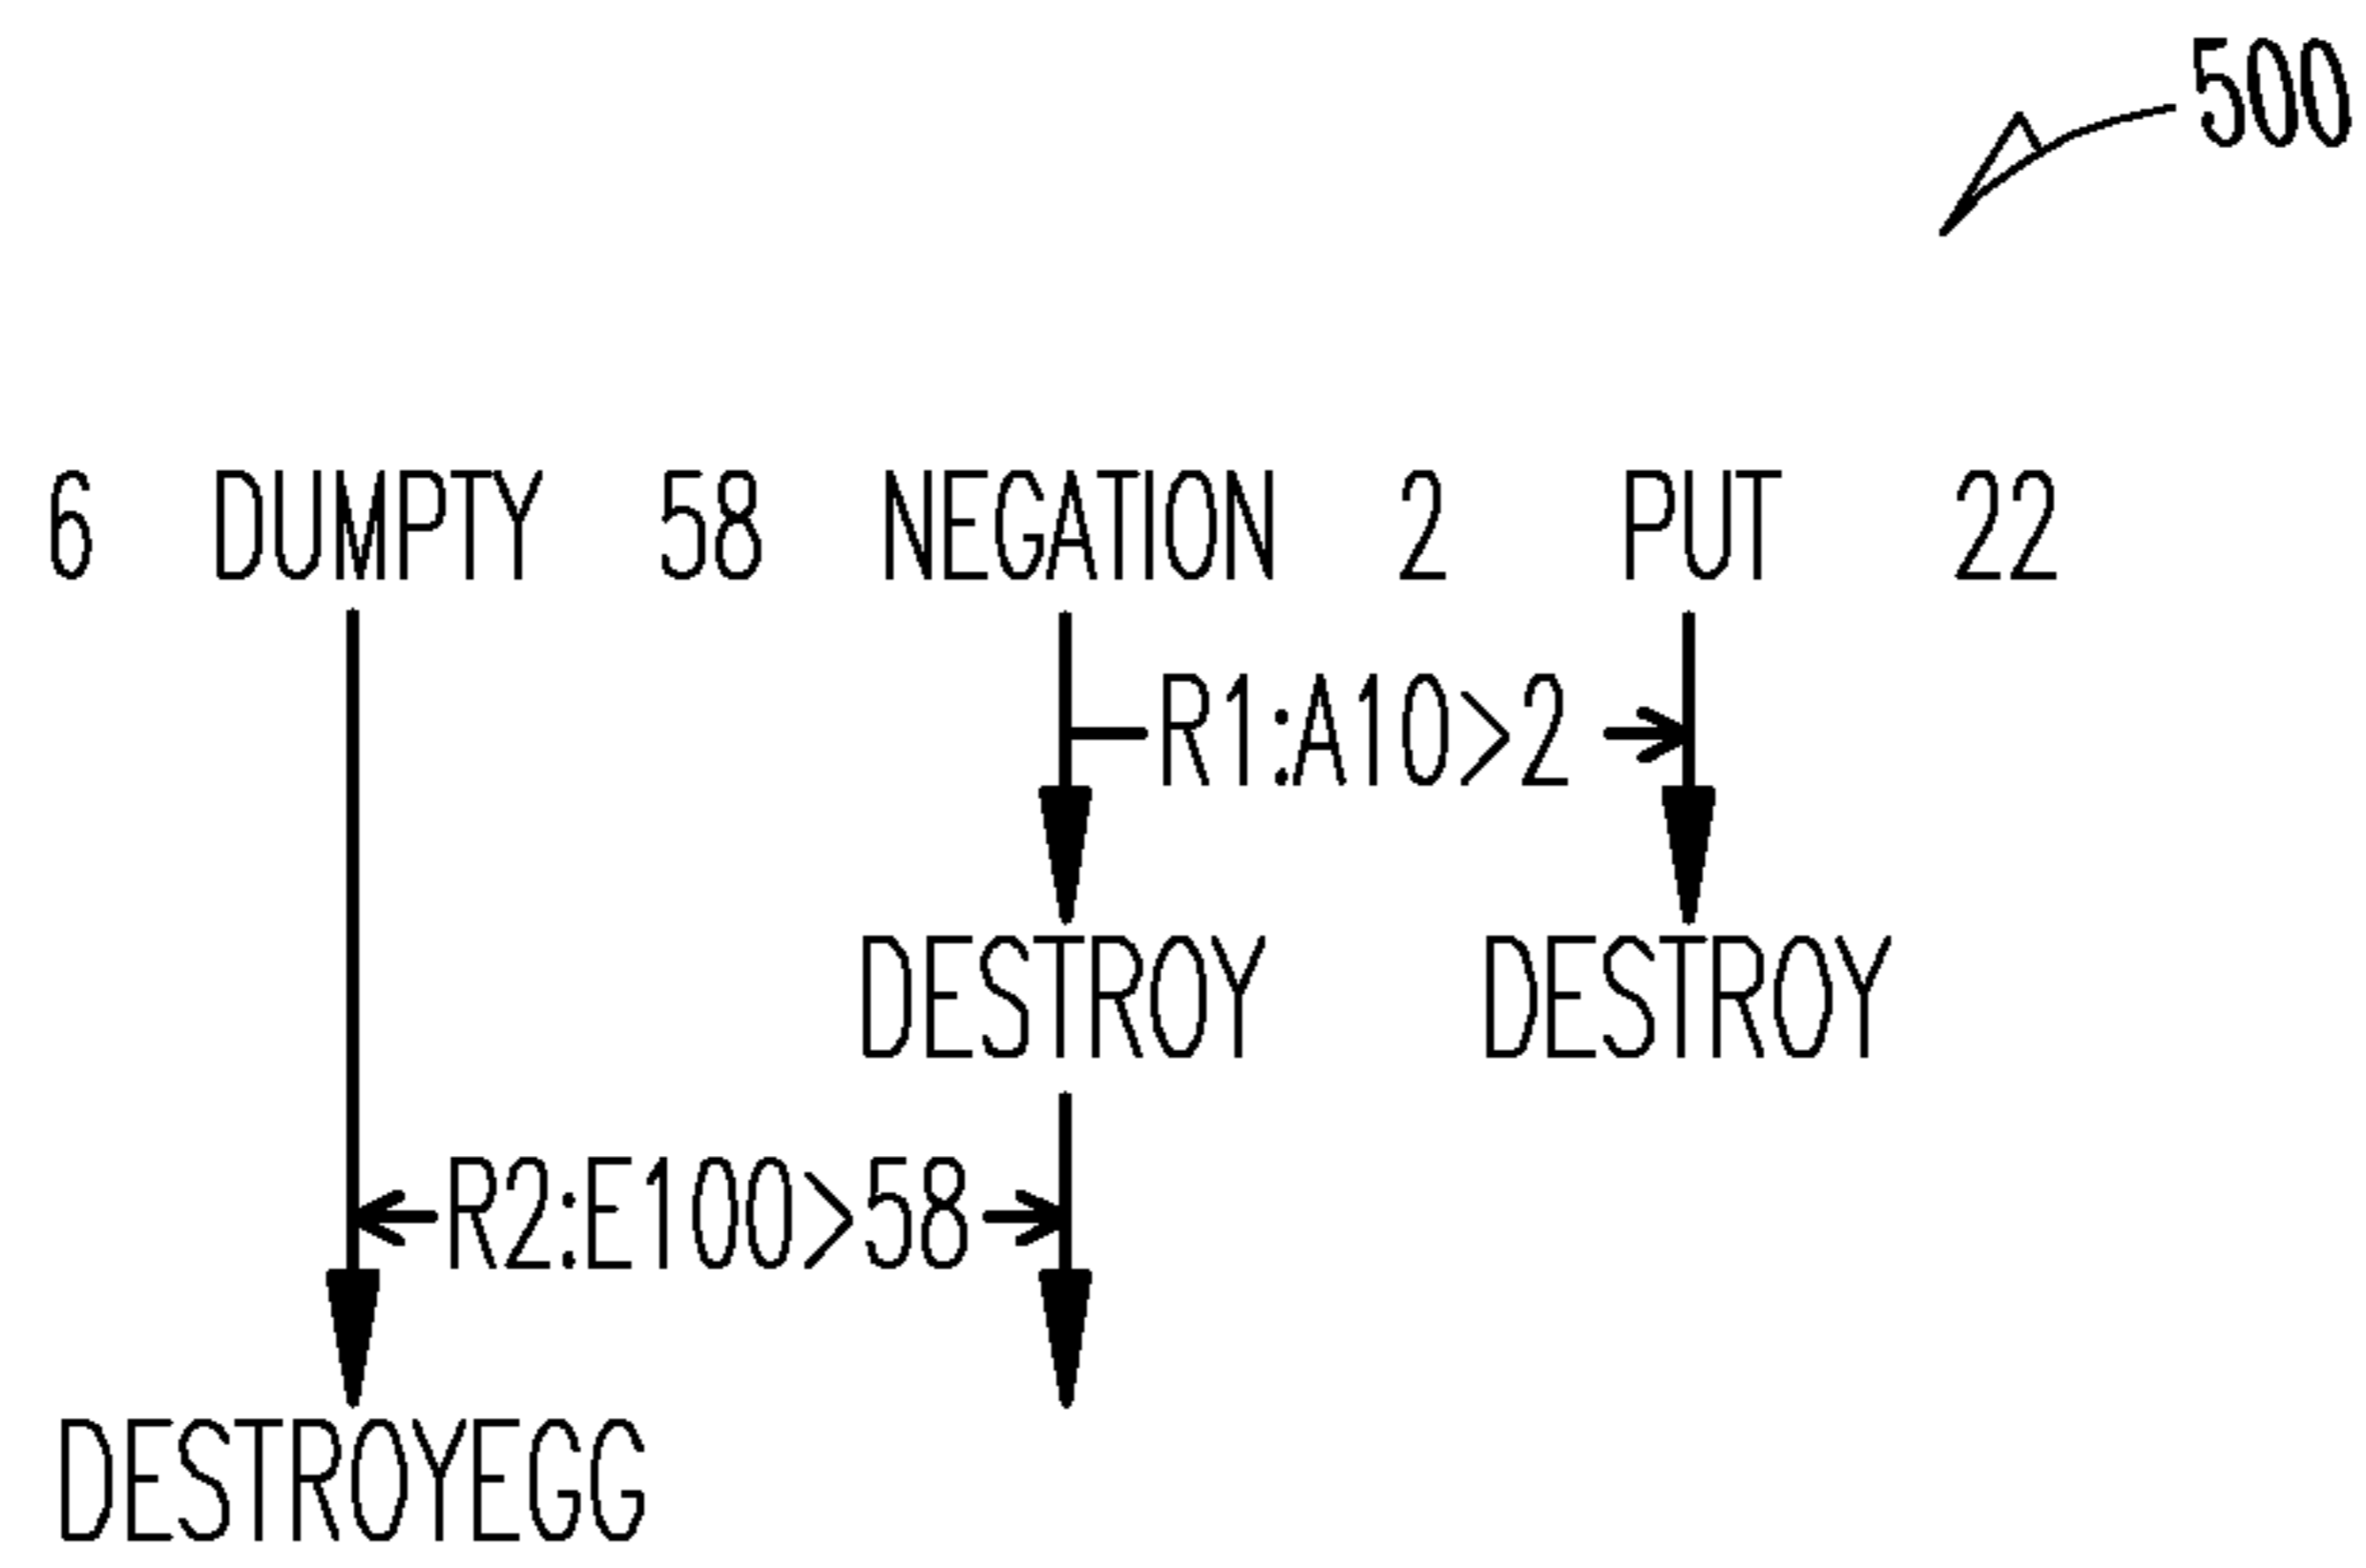 500
6 DUMPTY 58 NEGATION 2 PUT 22
R1:A10>2
DESTROY DESTROY
R2:E100>58
DESTROYEGG